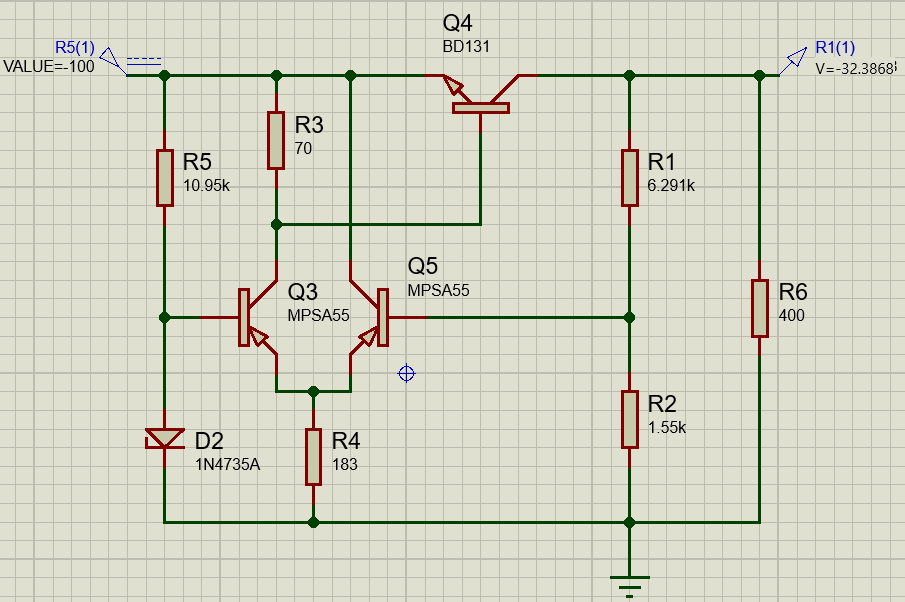 Q4
BD131
R5(1)
VALUE=-100
R1(1)
V=-32.3868
R3
70
R5
10.95k
R1
6.291k
Q5
MPSA55
Q3
MPSA55
R6
400
R2
1.55k
D2
1N4735A
R4
183